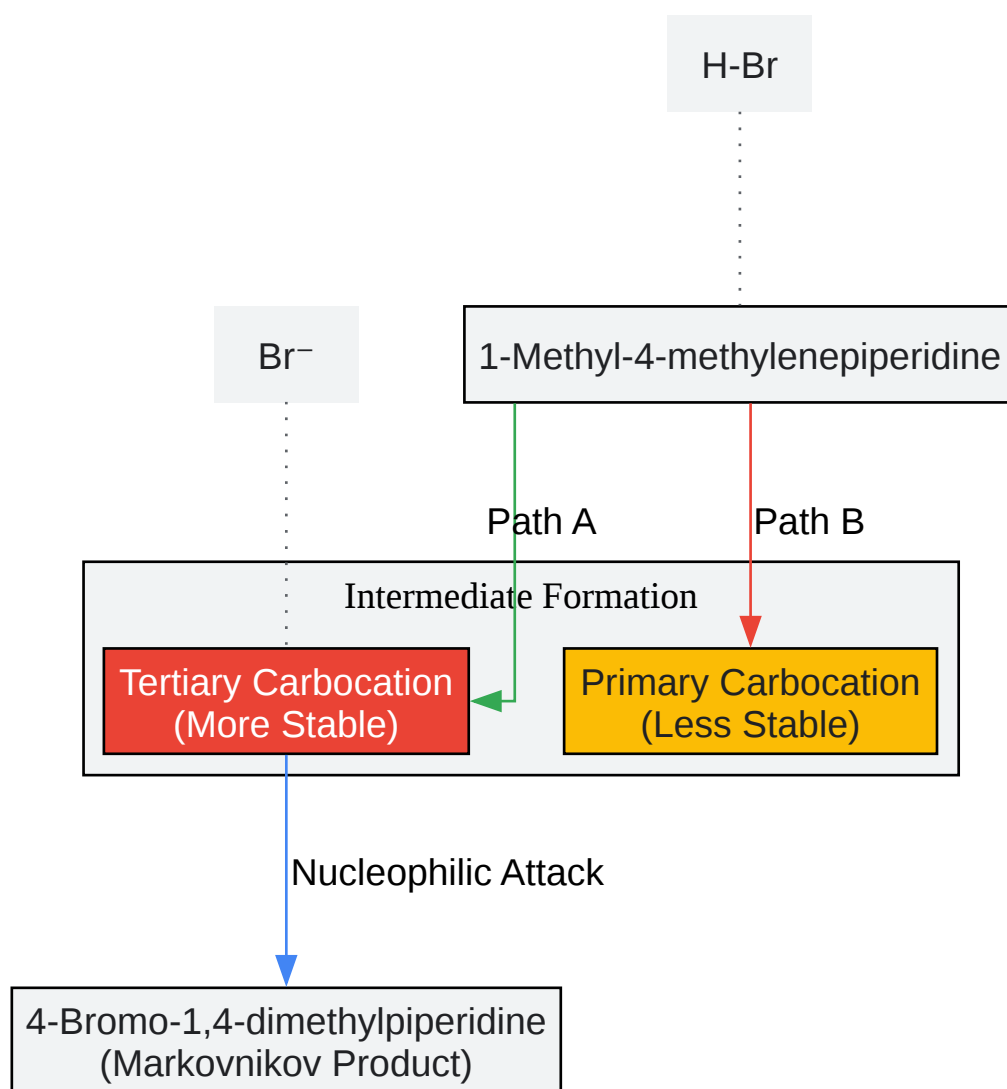 H-Br
Br⁻
1-Methyl-4-methylenepiperidine
Path A
Path B
Intermediate Formation
Tertiary Carbocation
(More Stable)
Primary Carbocation
(Less Stable)
Nucleophilic Attack
4-Bromo-1,4-dimethylpiperidine
(Markovnikov Product)